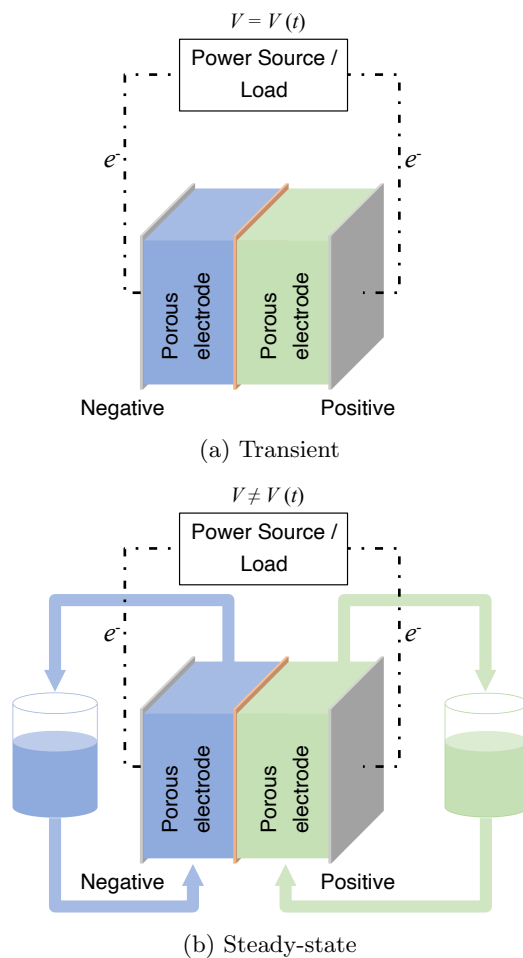 V = V (t)
Power Source /
Load
e-
e-
Porous
electrode
Porous
electrode
Negative
Positive
(a) Transient
V ≠ V (t)
Power Source /
Load
e-
e-
Porous
electrode
Porous
electrode
Negative
Positive
(b) Steady-state